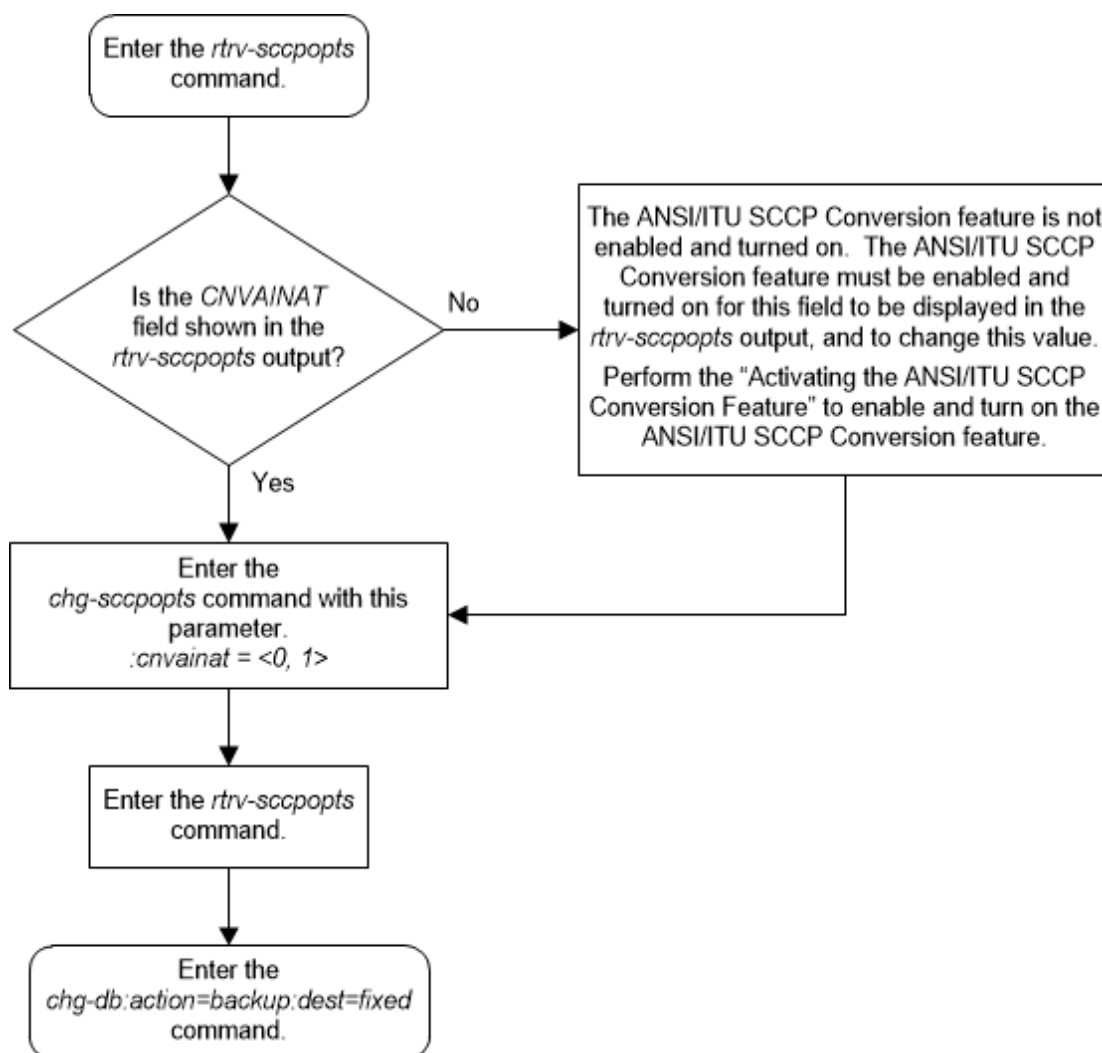 Enter the rtrv-sccpopts
command.
Is the CNVAINAT
field shown in the
rtrv-sccpopts output?
No
The ANSI/ITU SCCP Conversion feature is not
enabled and turned on. The ANSI/ITU SCCP
Conversion feature must be enabled and
turned on for this field to be displayed in the
rtrv-sccpopts output, and to change this value.
Perform the “Activating the ANSI/ITU SCCP
Conversion Feature” to enable and turn on the
ANSI/ITU SCCP Conversion feature.
Yes
Enter the
chg-sccpopts command with this
parameter.
:cnvainat = <0, 1>
Enter the rtrv-sccpopts
command.
Enter the
chg-db:action=backup:dest=fixed
command.